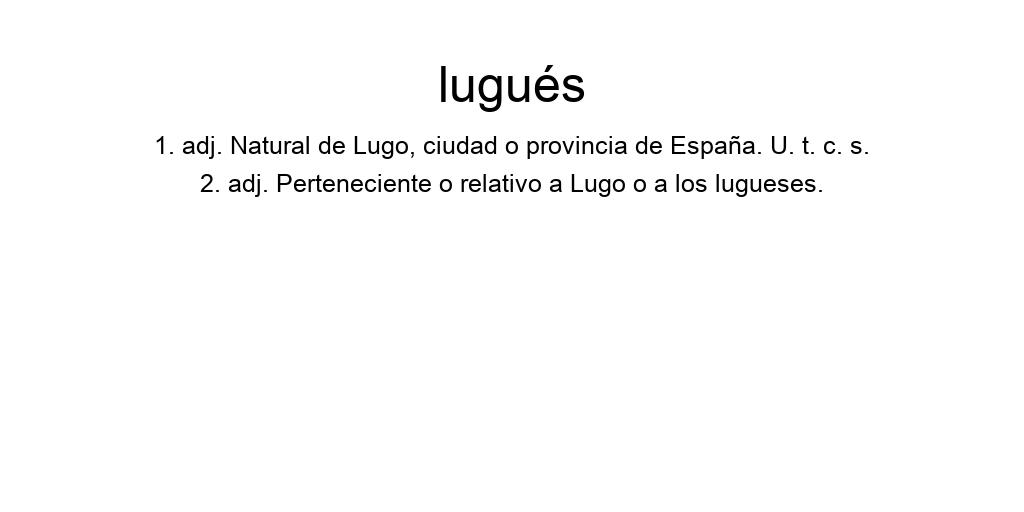 lugués
1. adj. Natural de Lugo, ciudad o provincia de España. U. t. c. s.
2. adj. Perteneciente o relativo a Lugo o a los lugueses.